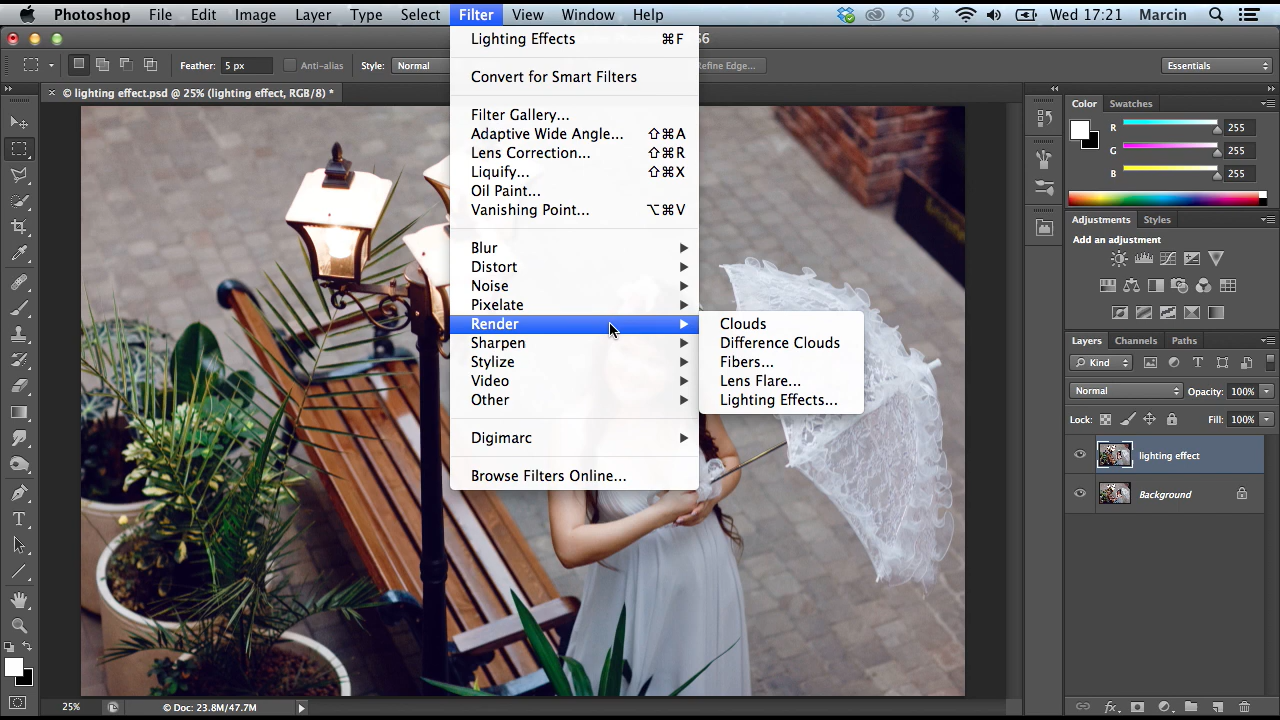 Photoshop File Edit Image Layer Type Select Filter View Window Help Wed 17:21 Marcin
S6
Feather: 5 px Anti-alias Style: Normal Refine Edge... Essentials
× © lighting effect.psd @ 25% (lighting effect, RGB/8) *
Lighting Effects ⌘F
Convert for Smart Filters
Filter Gallery...
Adaptive Wide Angle... ⇧⌘A
Lens Correction... ⇧⌘R
Liquify... ⇧⌘X
Oil Paint...
Vanishing Point... ⌥⌘V
Blur
Distort
Noise
Pixelate
Render
Sharpen
Stylize
Video
Other
Digimarc
Browse Filters Online...
Clouds
Difference Clouds
Fibers...
Lens Flare...
Lighting Effects...
Color Swatches
R 255
G 255
B 255
Adjustments Styles
Add an adjustment
Layers Channels Paths
Kind
Normal Opacity: 100%
Lock: Fill: 100%
lighting effect
Background
25% © Doc: 23.8M/47.7M